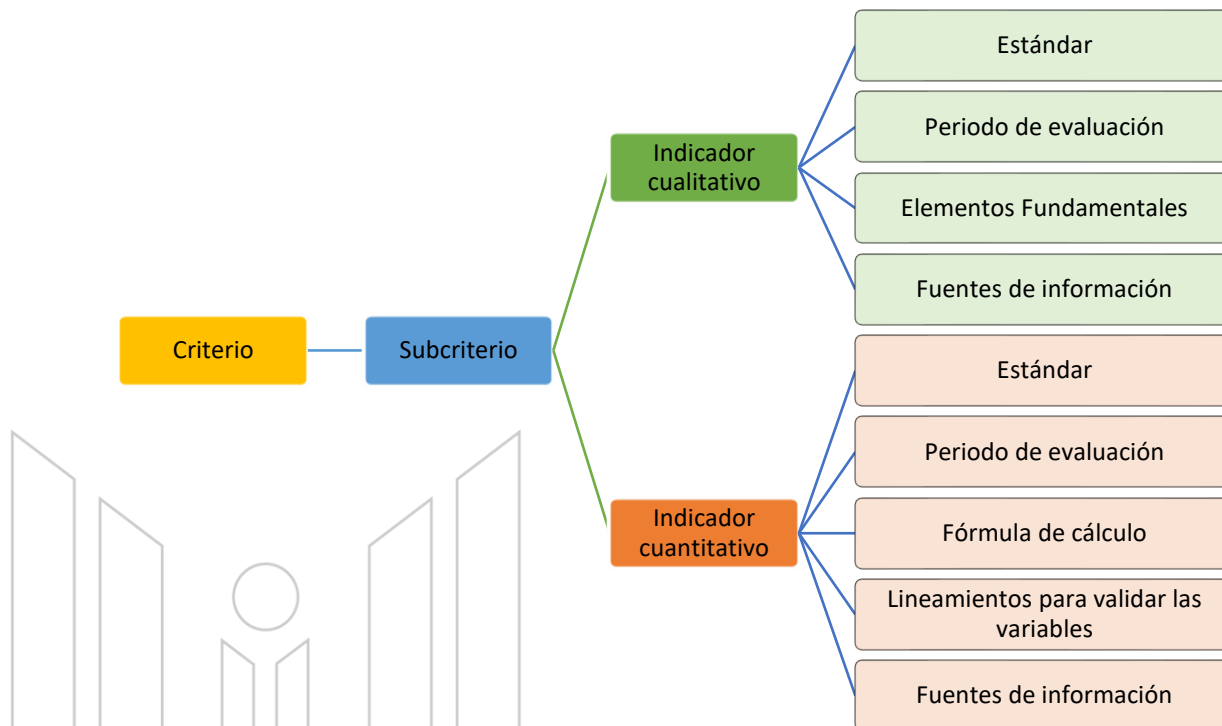 Criterio
Subcriterio
Indicador
cualitativo
Estándar
Periodo de evaluación
Elementos Fundamentales
Fuentes de información
Indicador
cuantitativo
Estándar
Periodo de evaluación
Fórmula de cálculo
Lineamientos para validar las
variables
Fuentes de información